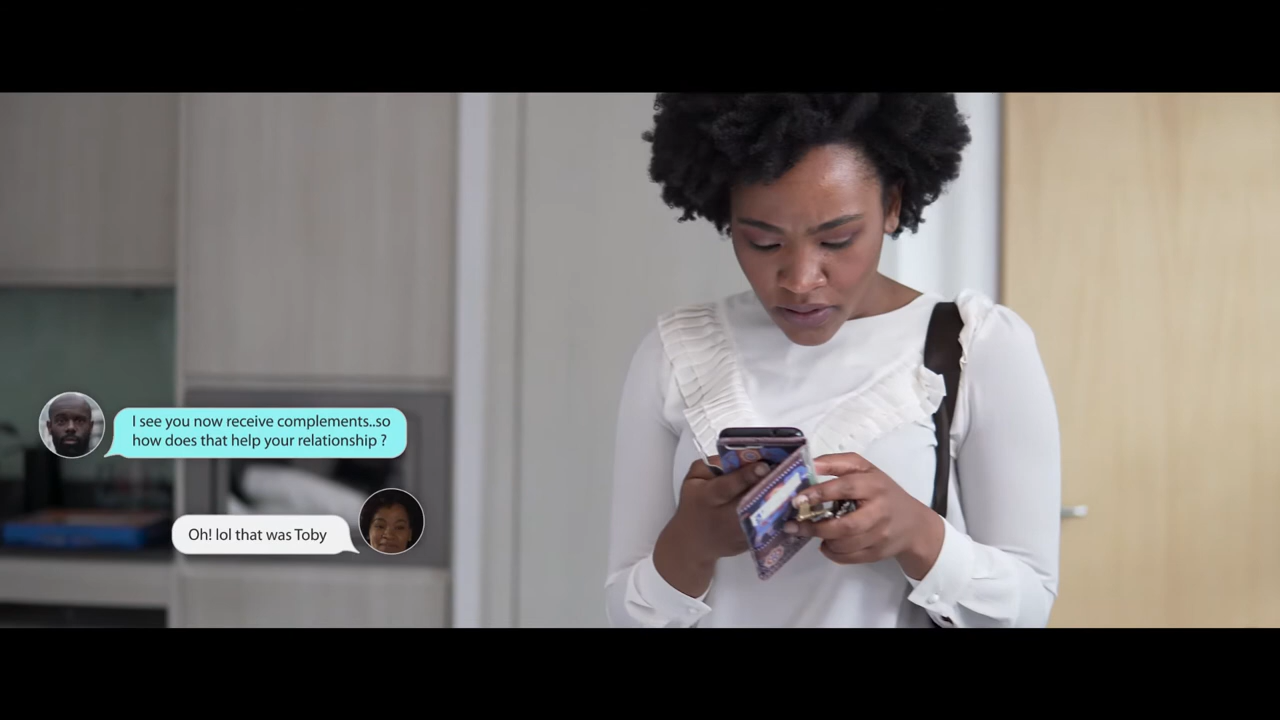 I see you now receive complements..so
how does that help your relationship ?
Oh! lol that was Toby